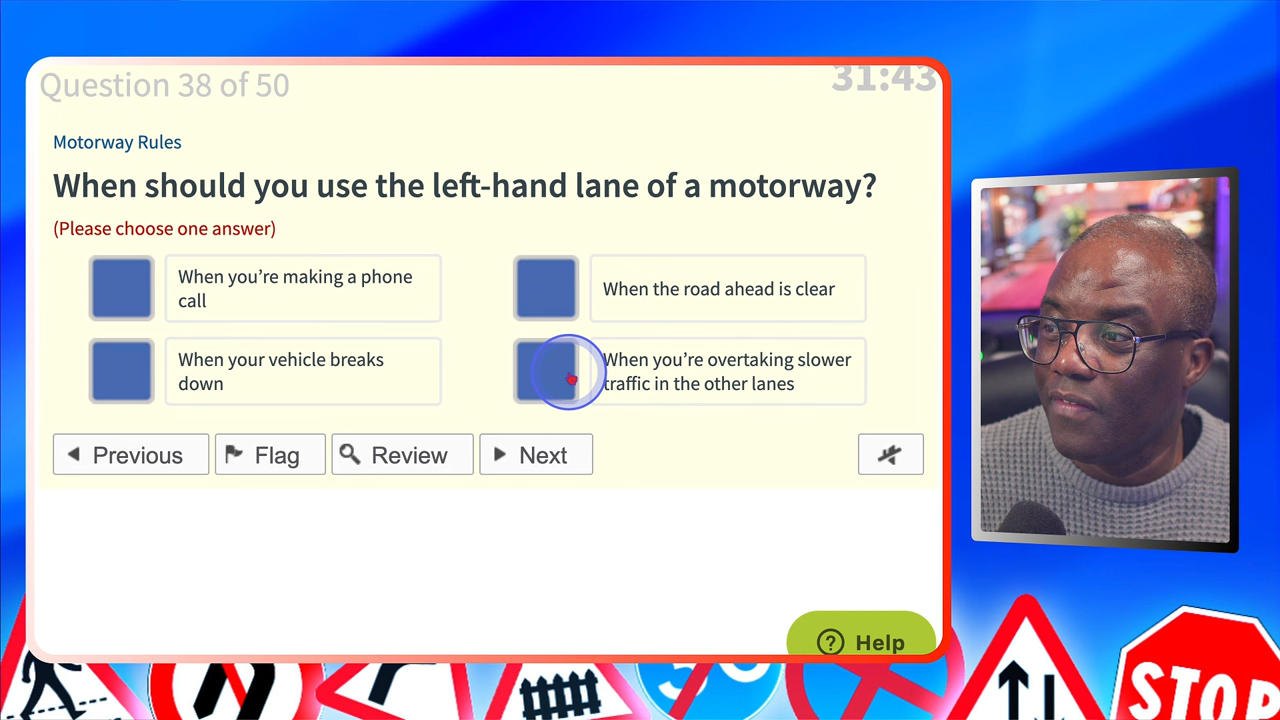 Question 38 of 50
31:43
Motorway Rules
When should you use the left-hand lane of a motorway?
(Please choose one answer)
When you’re making a phone
call
When the road ahead is clear
When your vehicle breaks
down
When you’re overtaking slower
traffic in the other lanes
Previous
Flag
Review
Next
Help
STOP